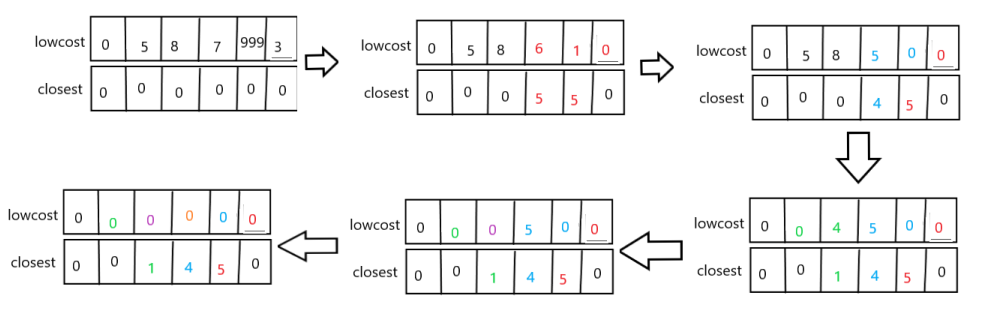 lowcost 0 5 8 7 999 3
closest 0 0 0 0 0 0
lowcost 0 5 8 6 1 0
closest 0 0 0 5 5 0
lowcost 0 5 8 5 0 0
closest 0 0 0 4 5 0
lowcost 0 0 0 0 0 0
closest 0 0 1 4 5 0
lowcost 0 0 0 5 0 0
closest 0 0 1 4 5 0
lowcost 0 0 4 5 0 0
closest 0 0 1 4 5 0